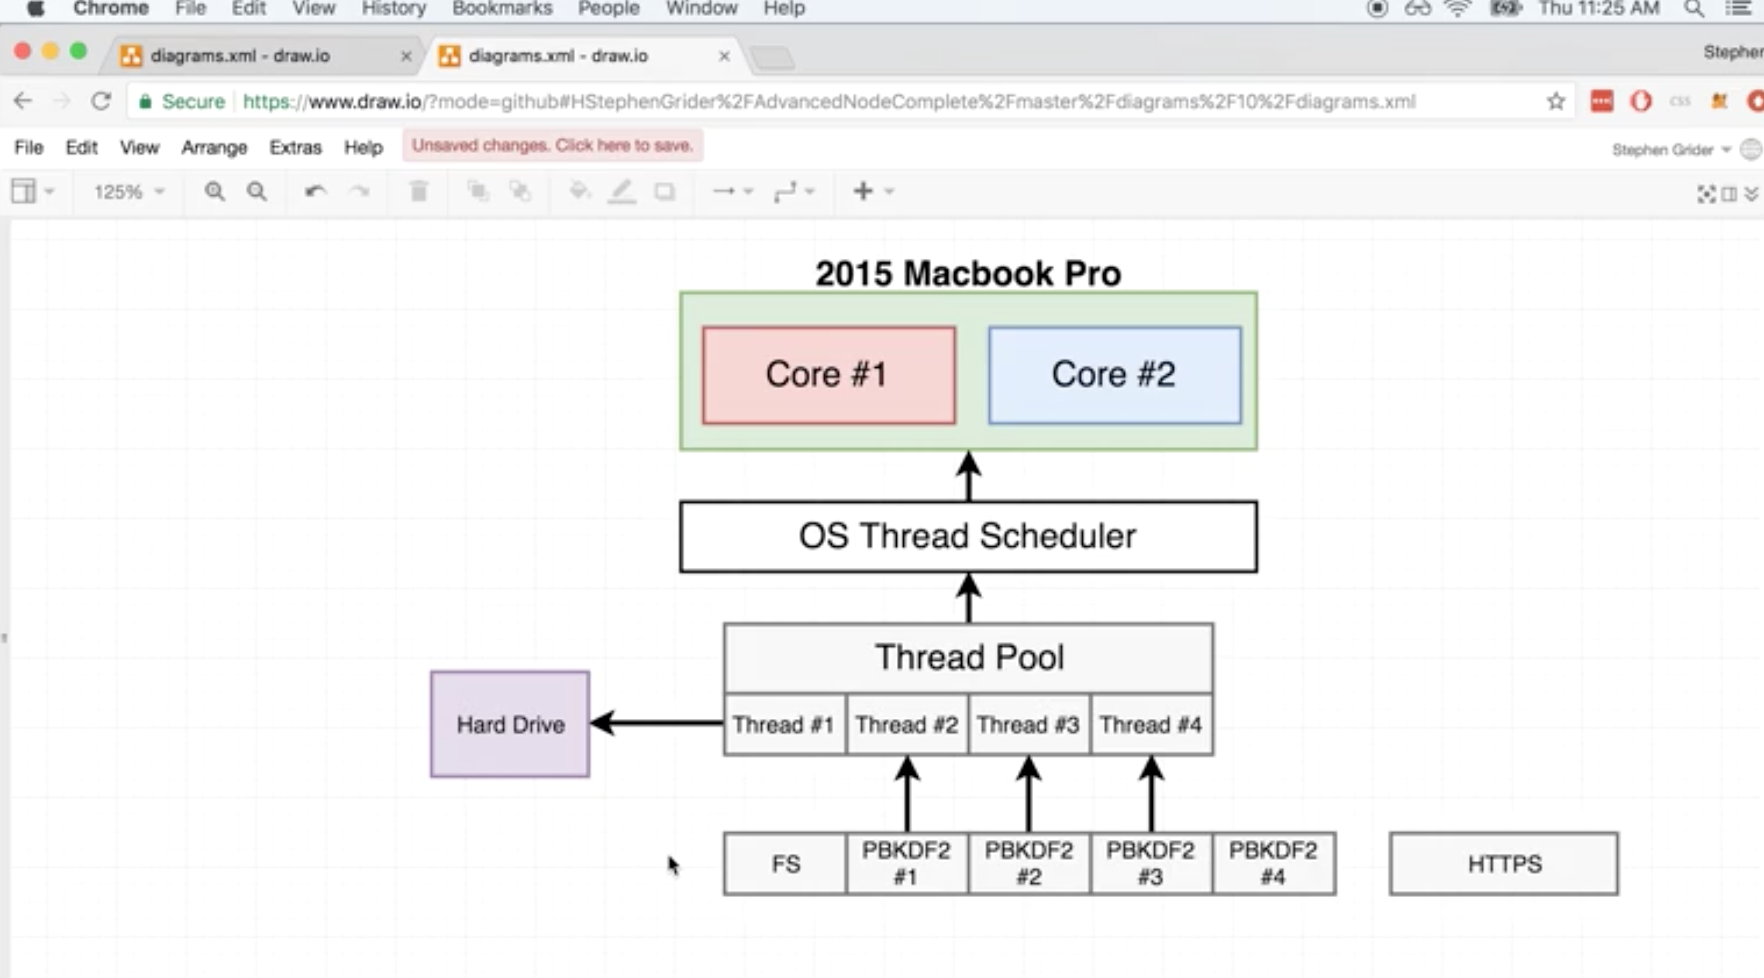 Chrome File Edit View History Bookmarks People Window Help Thu 11:25 AM
diagrams.xml - draw.io diagrams.xml - draw.io
Secure https://www.draw.io/?mode=github#HStephenGrider%2FAdvancedNodeComplete%2Fmaster%2Fdiagrams%2F10%2Fdiagrams.xml CSS
File Edit View Arrange Extras Help Unsaved changes. Click here to save. Stephen Grider
125%
2015 Macbook Pro
Core #1 Core #2
OS Thread Scheduler
Thread Pool
Hard Drive Thread #1 Thread #2 Thread #3 Thread #4
FS PBKDF2 #1 PBKDF2 #2 PBKDF2 #3 PBKDF2 #4 HTTPS